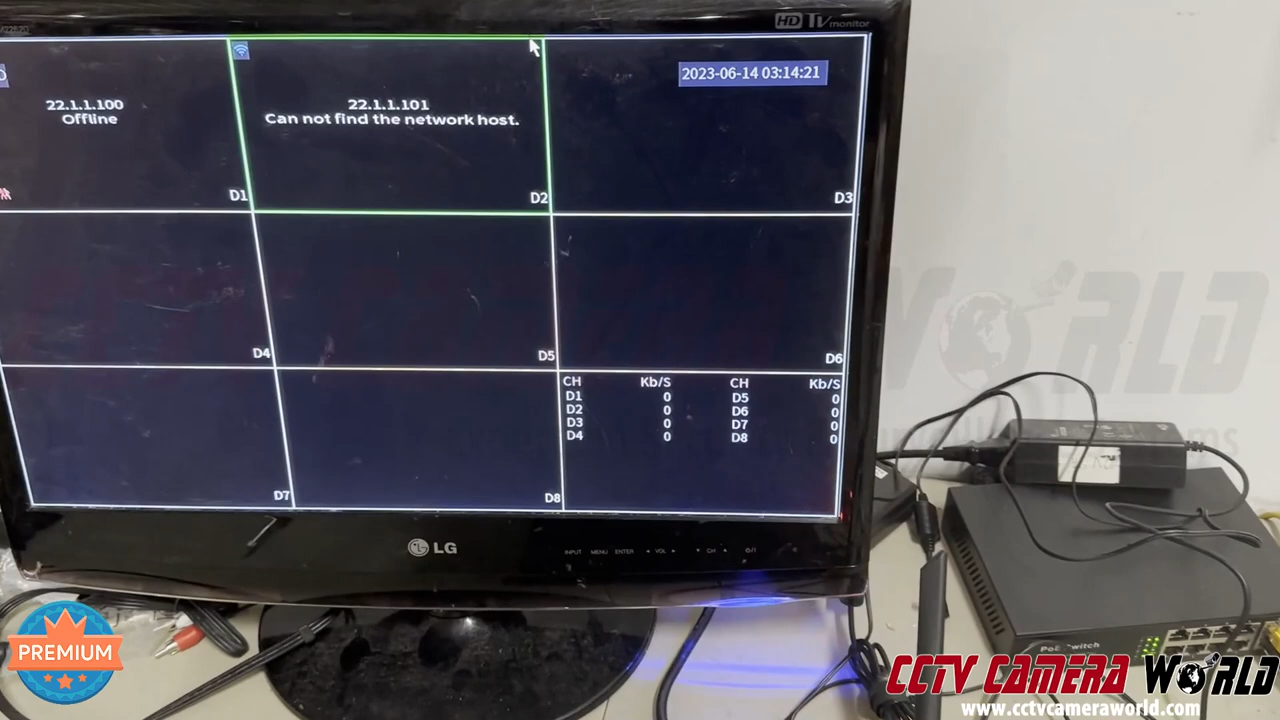 HD TV monitor
2023-06-14 03:14:21
22.1.1.100
Offline
22.1.1.101
Can not find the network host.
D1
D2
D3
D4
D5
D6
CH Kb/S CH Kb/S
D1 0 D5 0
D2 0 D6 0
D3 0 D7 0
D4 0 D8 0
D7
D8
LG
INPUT MENU ENTER VOL CH
PREMIUM
PoE Switch
CCTV CAMERA WORLD
www.cctvcameraworld.com